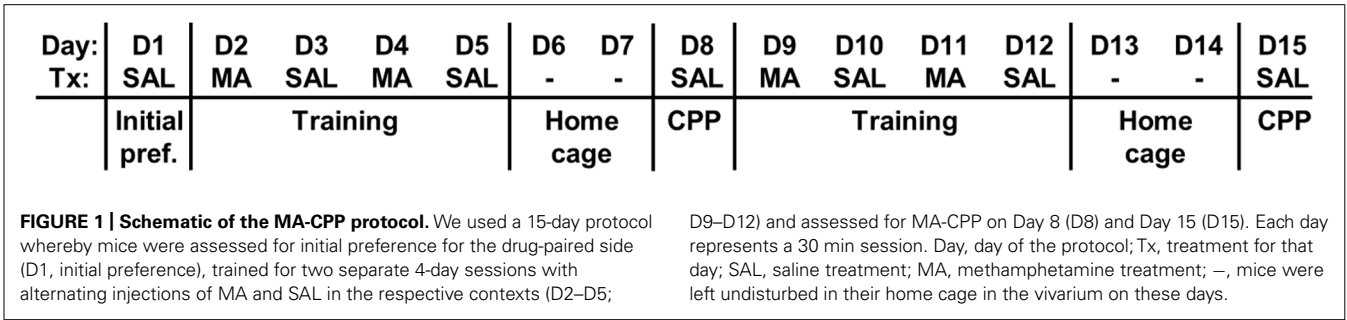 Day: D1 D2 D3 D4 D5 D6 D7 D8 D9 D10 D11 D12 D13 D14 D15
Tx: SAL MA SAL MA SAL - - SAL MA SAL MA SAL - - SAL
Initial Training Home CPP Training Home CPP
pref. cage cage
FIGURE 1 | Schematic of the MA-CPP protocol. We used a 15-day protocol
whereby mice were assessed for initial preference for the drug-paired side
(D1, initial preference), trained for two separate 4-day sessions with
alternating injections of MA and SAL in the respective contexts (D2–D5;
D9–D12) and assessed for MA-CPP on Day 8 (D8) and Day 15 (D15). Each day
represents a 30 min session. Day, day of the protocol; Tx, treatment for that
day; SAL, saline treatment; MA, methamphetamine treatment; –, mice were
left undisturbed in their home cage in the vivarium on these days.